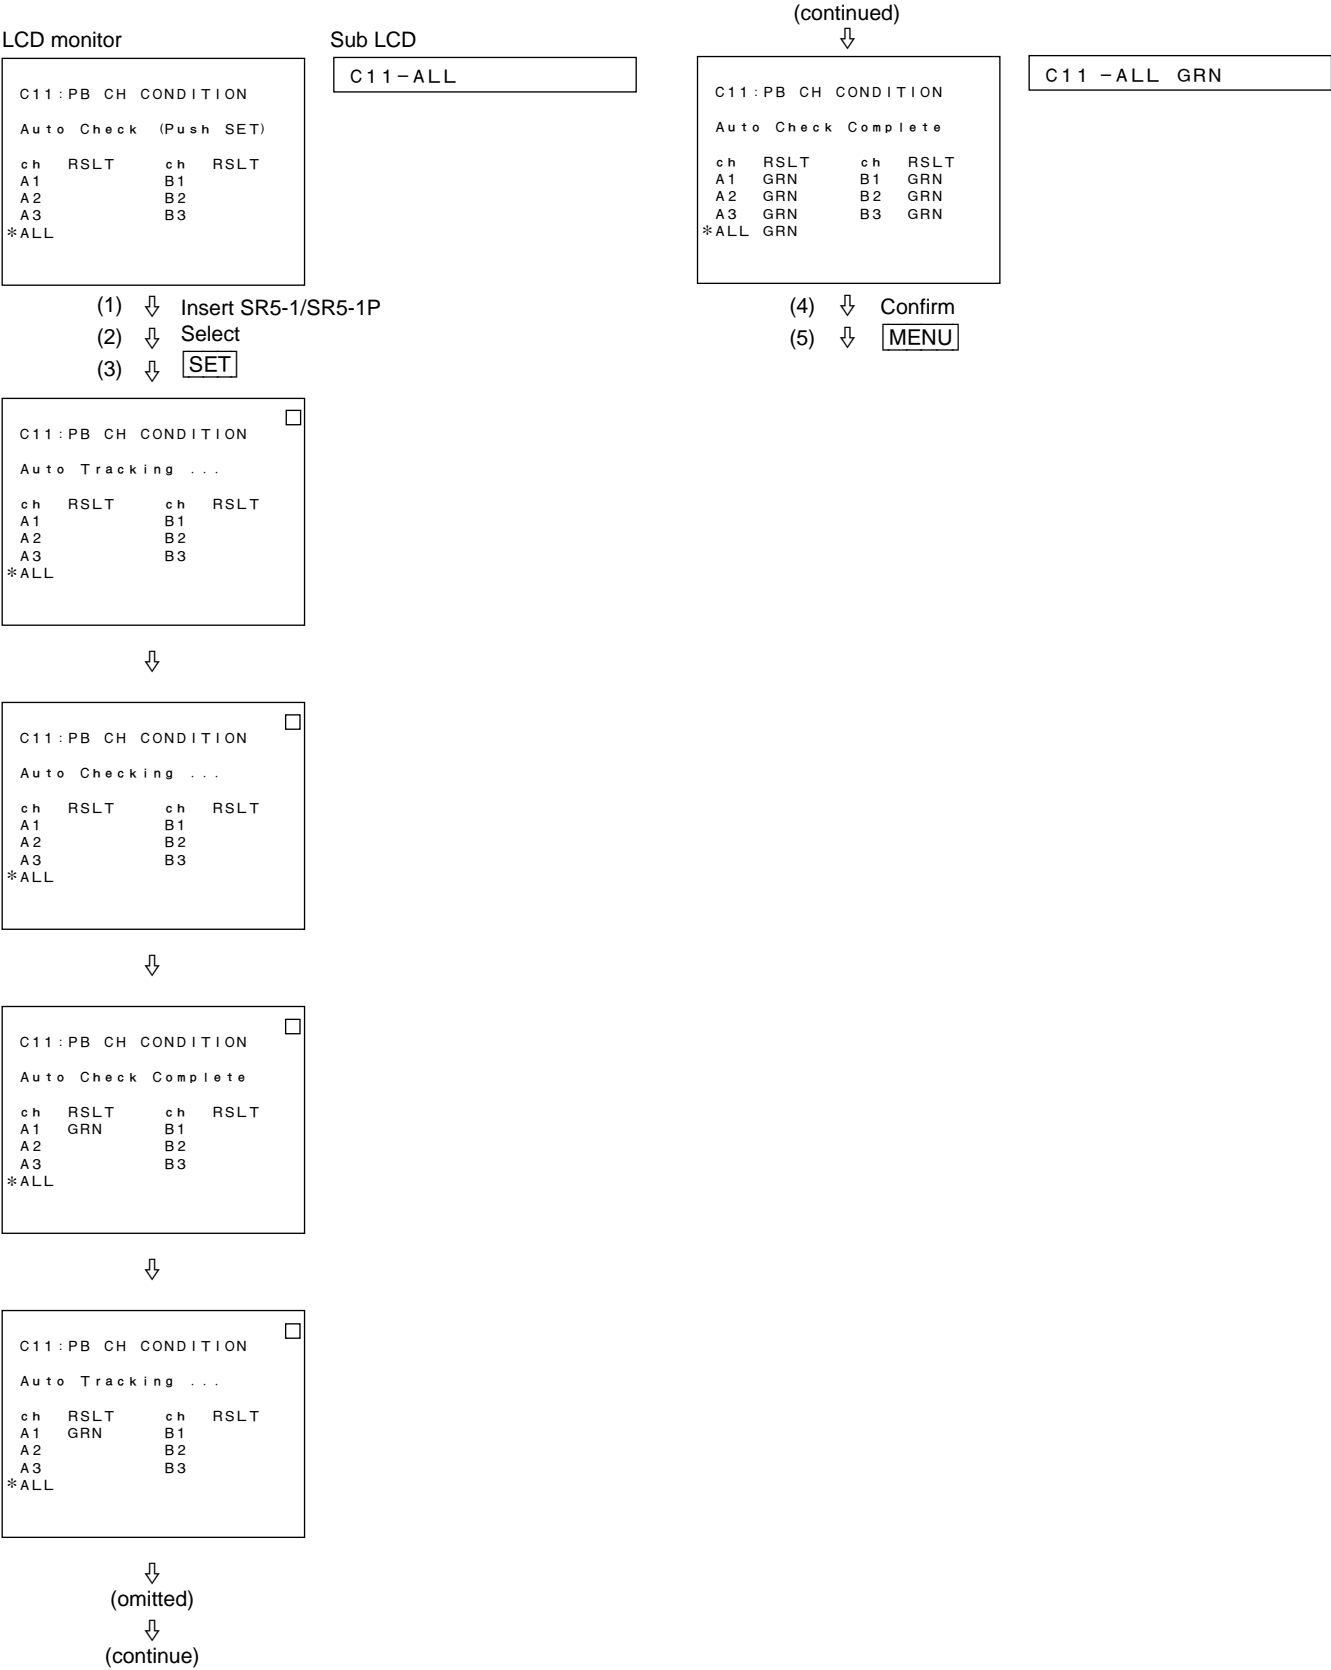 LCD monitor
Sub LCD
C11:PB CH CONDITION
Auto Check (Push SET)
ch RSLT ch RSLT
A1 B1
A2 B2
A3 B3
*ALL
C11-ALL
(1) ⇩ Insert SR5-1/SR5-1P
(2) ⇩ Select
(3) ⇩ SET
C11:PB CH CONDITION
Auto Tracking ...
ch RSLT ch RSLT
A1 B1
A2 B2
A3 B3
*ALL
⇩
C11:PB CH CONDITION
Auto Checking ...
ch RSLT ch RSLT
A1 B1
A2 B2
A3 B3
*ALL
⇩
C11:PB CH CONDITION
Auto Check Complete
ch RSLT ch RSLT
A1 GRN B1
A2 B2
A3 B3
*ALL
⇩
C11:PB CH CONDITION
Auto Tracking ...
ch RSLT ch RSLT
A1 GRN B1
A2 B2
A3 B3
*ALL
⇩
(omitted)
⇩
(continue)
(continued)
⇩
C11:PB CH CONDITION
Auto Check Complete
ch RSLT ch RSLT
A1 GRN B1 GRN
A2 GRN B2 GRN
A3 GRN B3 GRN
*ALL GRN
C11 -ALL GRN
(4) ⇩ Confirm
(5) ⇩ MENU